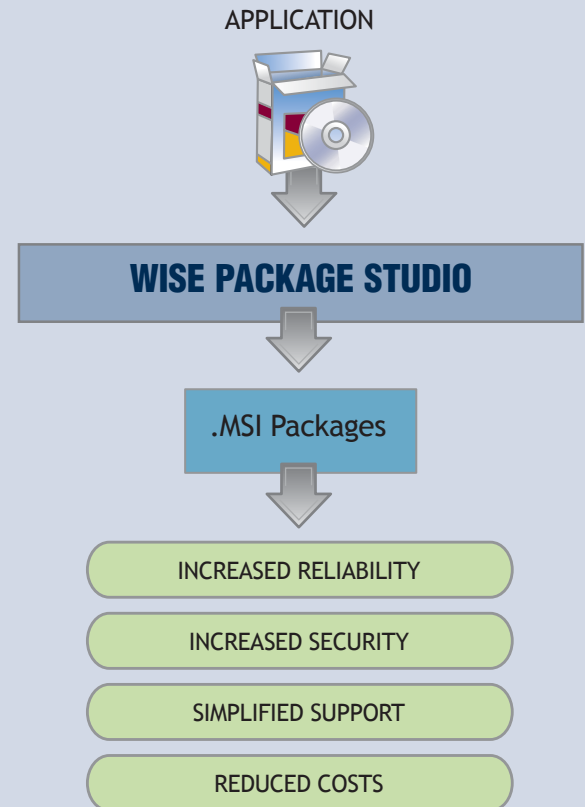 APPLICATION
WISE PACKAGE STUDIO
.MSI Packages
INCREASED RELIABILITY
INCREASED SECURITY
SIMPLIFIED SUPPORT
REDUCED COSTS